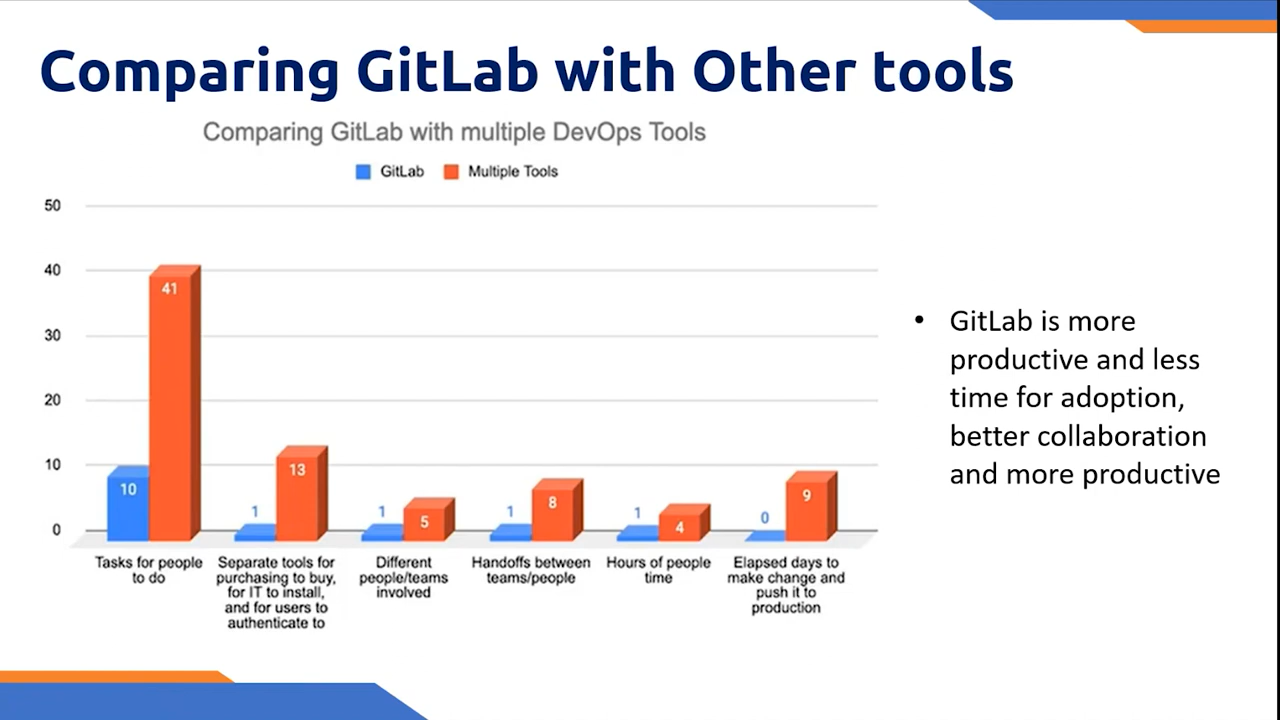 Comparing GitLab with Other tools
Comparing GitLab with multiple DevOps Tools
GitLab
Multiple Tools
50
40
30
20
10
0
10
41
1
13
1
5
1
8
1
4
0
9
Tasks for people
to do
Separate tools for
purchasing to buy,
for IT to install,
and for users to
authenticate to
Different
people/teams
involved
Handoffs between
teams/people
Hours of people
time
Elapsed days to
make change and
push it to
production
• GitLab is more
productive and less
time for adoption,
better collaboration
and more productive